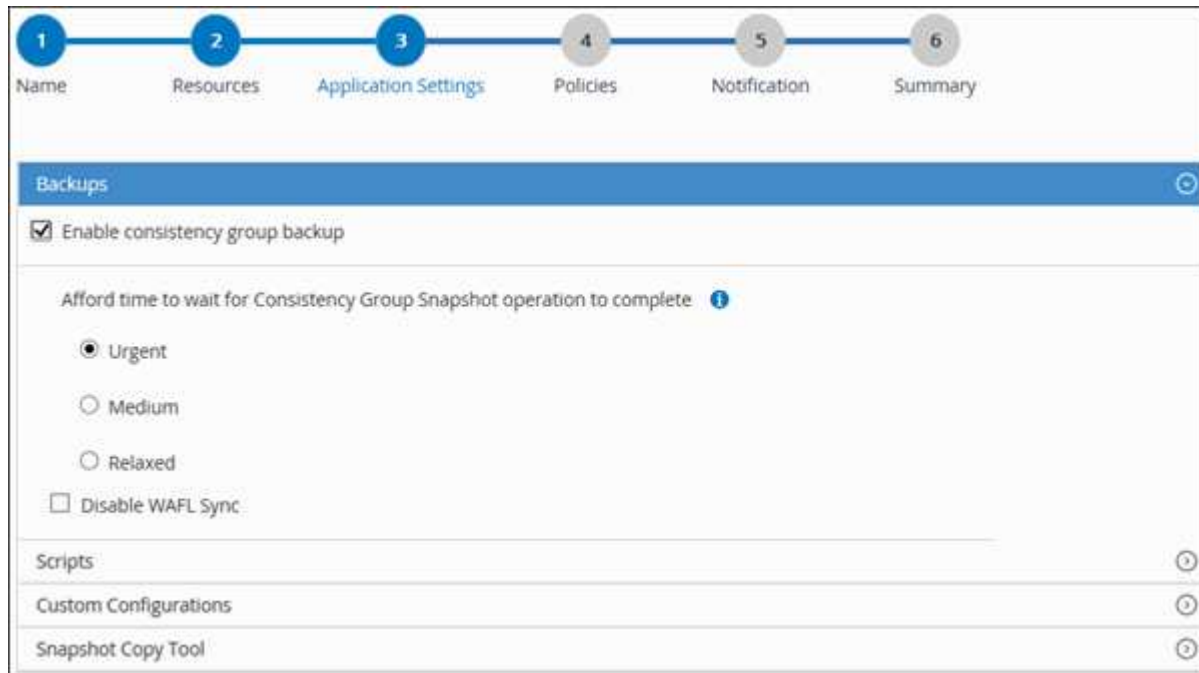 1 2 3 4 5 6
Name Resources Application Settings Policies Notification Summary
Backups
Enable consistency group backup
Afford time to wait for Consistency Group Snapshot operation to complete
Urgent
Medium
Relaxed
Disable WAFL Sync
Scripts
Custom Configurations
Snapshot Copy Tool